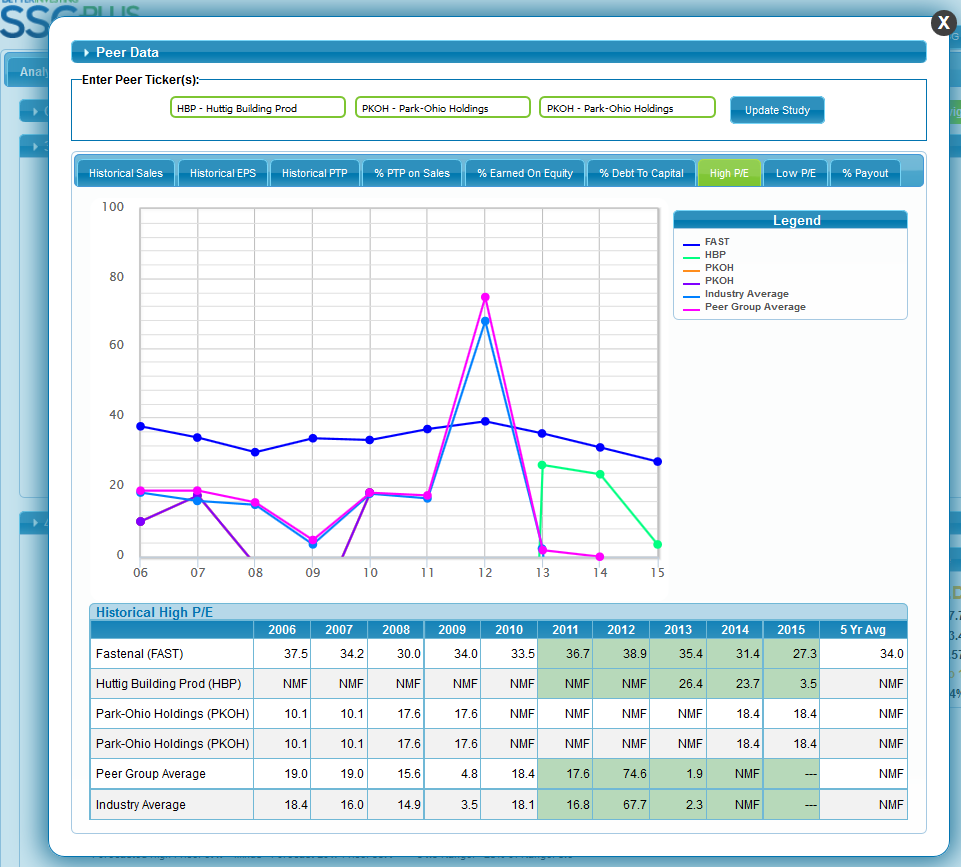 SSGPLUS
X
Peer Data
Enter Peer Ticker(s):
HBP - Huttig Building Prod PKOH - Park-Ohio Holdings PKOH - Park-Ohio Holdings Update Study
Historical Sales Historical EPS Historical PTP % PTP on Sales % Earned On Equity % Debt To Capital High P/E Low P/E % Payout
100
80
60
40
20
0
06 07 08 09 10 11 12 13 14 15
Legend
FAST
HBP
PKOH
PKOH
Industry Average
Peer Group Average
Historical High P/E
2006 2007 2008 2009 2010 2011 2012 2013 2014 2015 5 Yr Avg
Fastenal (FAST) 37.5 34.2 30.0 34.0 33.5 36.7 38.9 35.4 31.4 27.3 34.0
Huttig Building Prod (HBP) NMF NMF NMF NMF NMF NMF NMF 26.4 23.7 3.5 NMF
Park-Ohio Holdings (PKOH) 10.1 10.1 17.6 17.6 NMF NMF NMF NMF 18.4 18.4 NMF
Park-Ohio Holdings (PKOH) 10.1 10.1 17.6 17.6 NMF NMF NMF NMF 18.4 18.4 NMF
Peer Group Average 19.0 19.0 15.6 4.8 18.4 17.6 74.6 1.9 NMF --- NMF
Industry Average 18.4 16.0 14.9 3.5 18.1 16.8 67.7 2.3 NMF --- NMF